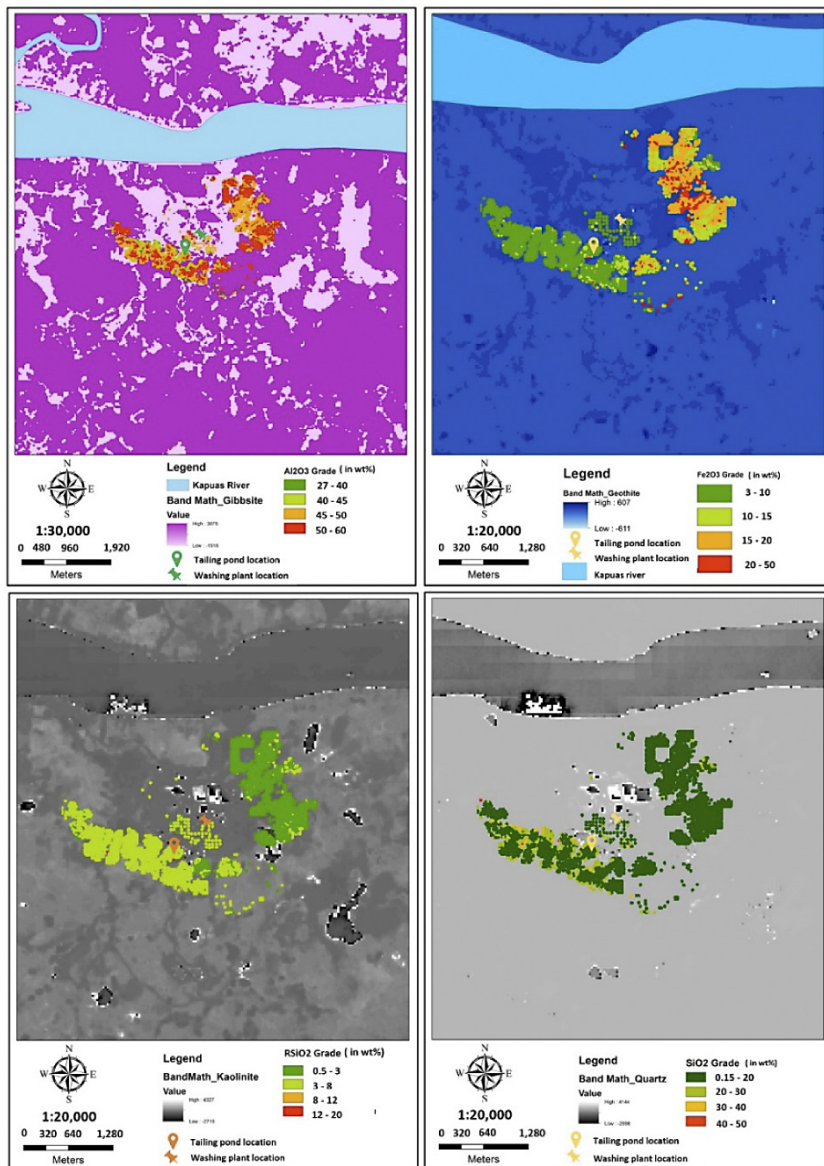 N
W E
S
1:30,000
0 480 960 1,920
Meters
Legend
Kapuas River
Band Math_Gibbsite
Value
Tailing pond location
Washing plant location
Al2O3 Grade ( in wt%)
27 - 40
40 - 45
45 - 50
50 - 60
N
W E
S
1:20,000
0 320 640 1,280
Meters
Legend
Band Math_Geothite
High : 607
Low : -611
Tailing pond location
Washing plant location
Kapuas river
Fe2O3 Grade ( in wt%)
3 - 10
10 - 15
15 - 20
20 - 50
N
W E
S
1:20,000
0 320 640 1,280
Meters
Legend
BandMath_Kaolinite
Value
Tailing pond location
Washing plant location
RSiO2 Grade ( in wt%)
0.5 - 3
3 - 8
8 - 12
12 - 20
N
W E
S
1:20,000
0 320 640 1,280
Meters
Legend
Band Math_Quartz
Value
Tailing pond location
Washing plant location
SiO2 Grade ( in wt%)
0.15 - 20
20 - 30
30 - 40
40 - 50